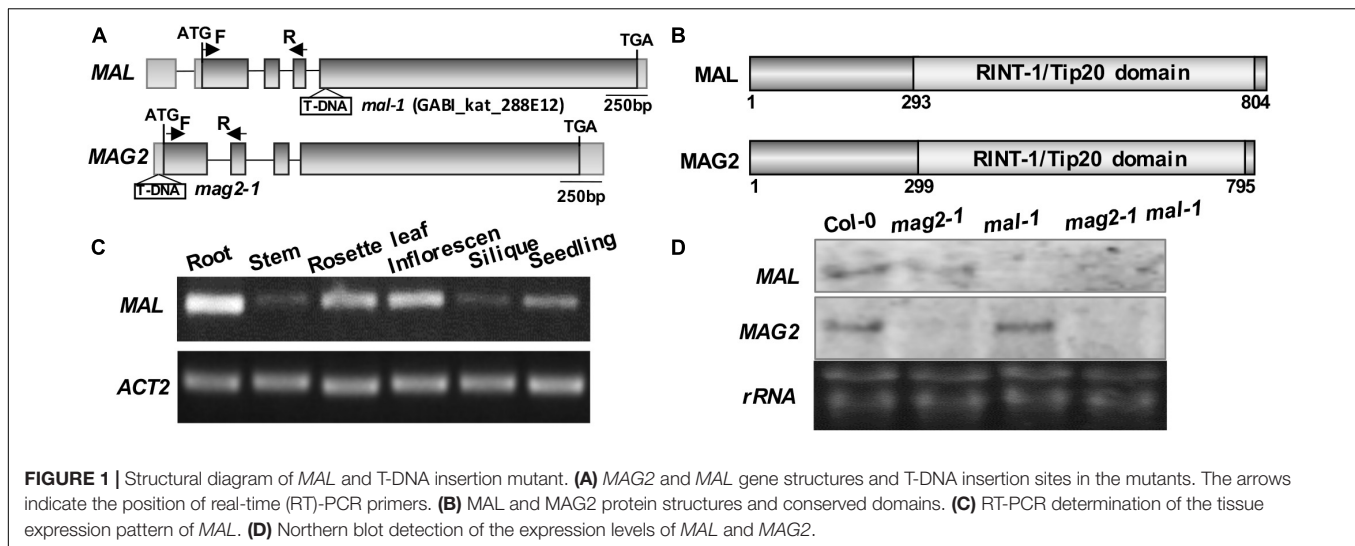 A
ATG
F
R
TGA
MAL
T-DNA
mal-1 (GABI_kat_288E12)
250bp
ATG
F
R
TGA
MAG2
T-DNA
mag2-1
250bp
B
MAL
RINT-1/Tip20 domain
1
293
804
MAG2
RINT-1/Tip20 domain
1
299
795
C
Root
Stem
Rosette leaf
Inflorescen
Silique
Seedling
MAL
ACT2
D
Col-0
mag2-1
mal-1
mag2-1 mal-1
MAL
MAG2
rRNA
FIGURE 1 | Structural diagram of MAL and T-DNA insertion mutant. (A) MAG2 and MAL gene structures and T-DNA insertion sites in the mutants. The arrows
indicate the position of real-time (RT)-PCR primers. (B) MAL and MAG2 protein structures and conserved domains. (C) RT-PCR determination of the tissue
expression pattern of MAL. (D) Northern blot detection of the expression levels of MAL and MAG2.